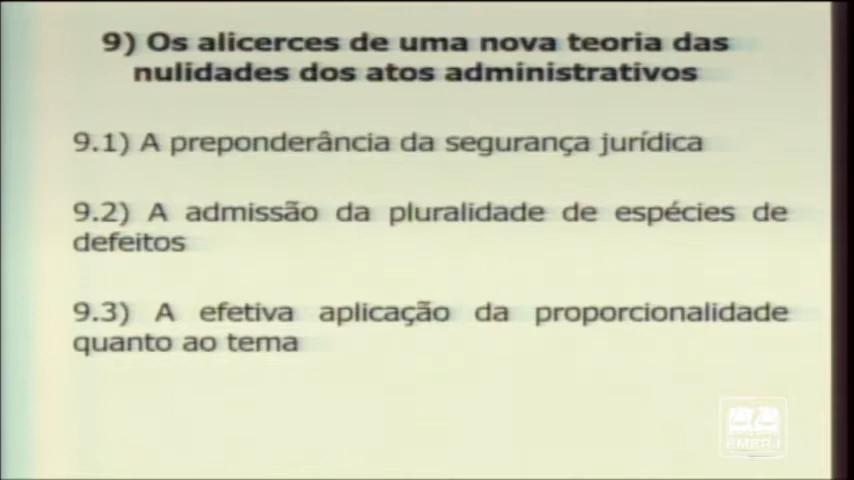 9) Os alicerces de uma nova teoria das
nulidades dos atos administrativos
9.1) A preponderância da segurança jurídica
9.2) A admissão da pluralidade de espécies de
defeitos
9.3) A efetiva aplicação da proporcionalidade
quanto ao tema
EMERJ